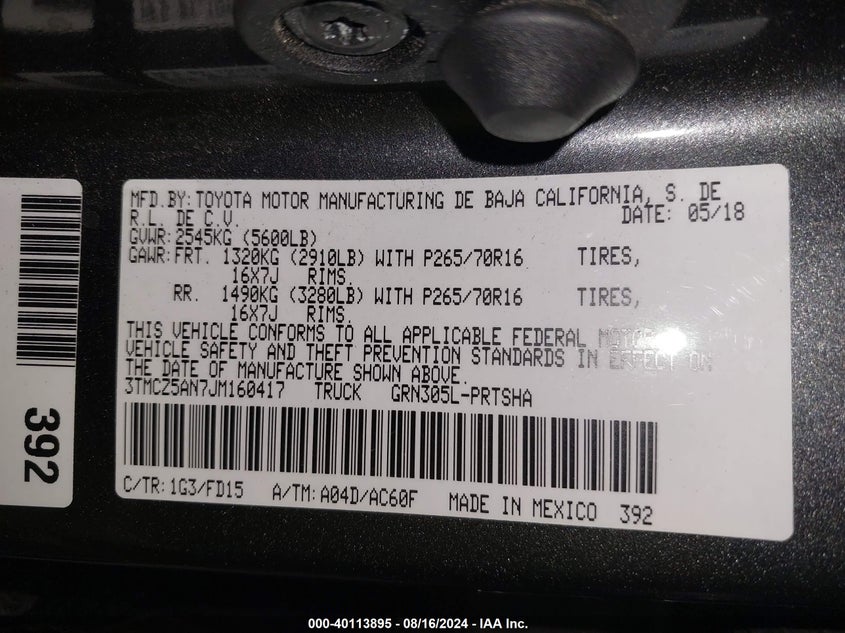 MFD.BY:TOYOTA MOTOR MANUFACTURING DE BAJA CALIFORNIA, S. DE
R.L. DE C.V. DATE: 05/18
GVWR:2545KG (5600LB)
GAWR:FRT. 1320KG (2910LB) WITH P265/70R16 TIRES,
16X7J RIMS.
RR. 1490KG (3280LB) WITH P265/70R16 TIRES,
16X7J RIMS.
THIS VEHICLE CONFORMS TO ALL APPLICABLE FEDERAL MOTOR
VEHICLE SAFETY AND THEFT PREVENTION STANDARDS IN EFFECT ON
THE DATE OF MANUFACTURE SHOWN ABOVE.
3TMCZ5AN7JM160417 TRUCK GRN305L-PRTSHA
C/TR:1G3/FD15 A/TM:A04D/AC60F MADE IN MEXICO 392
392
000-40113895 - 08/16/2024 - IAA Inc.